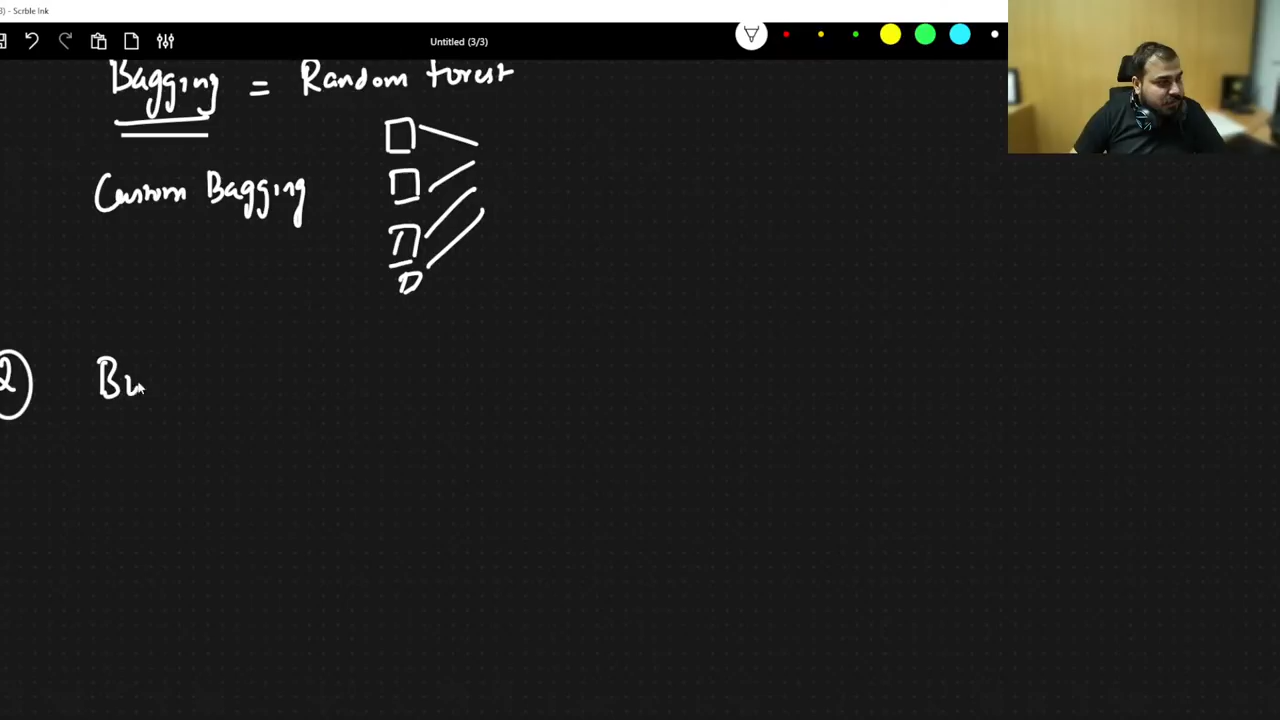 Scrble Ink
Untitled (3/3)
Bagging = Random forest
Custom Bagging
D
2